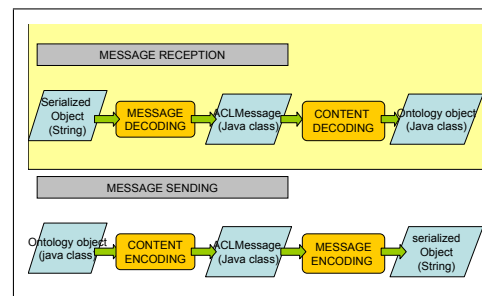 MESSAGE RECEPTION
Serialized
Object
(String)
MESSAGE
DECODING
ACLMessage
(Java class)
CONTENT
DECODING
Ontology object
(Java class)
MESSAGE SENDING
Ontology object
(java class)
CONTENT
ENCODING
ACLMessage
(Java class)
MESSAGE
ENCODING
serialized
Object
(String)